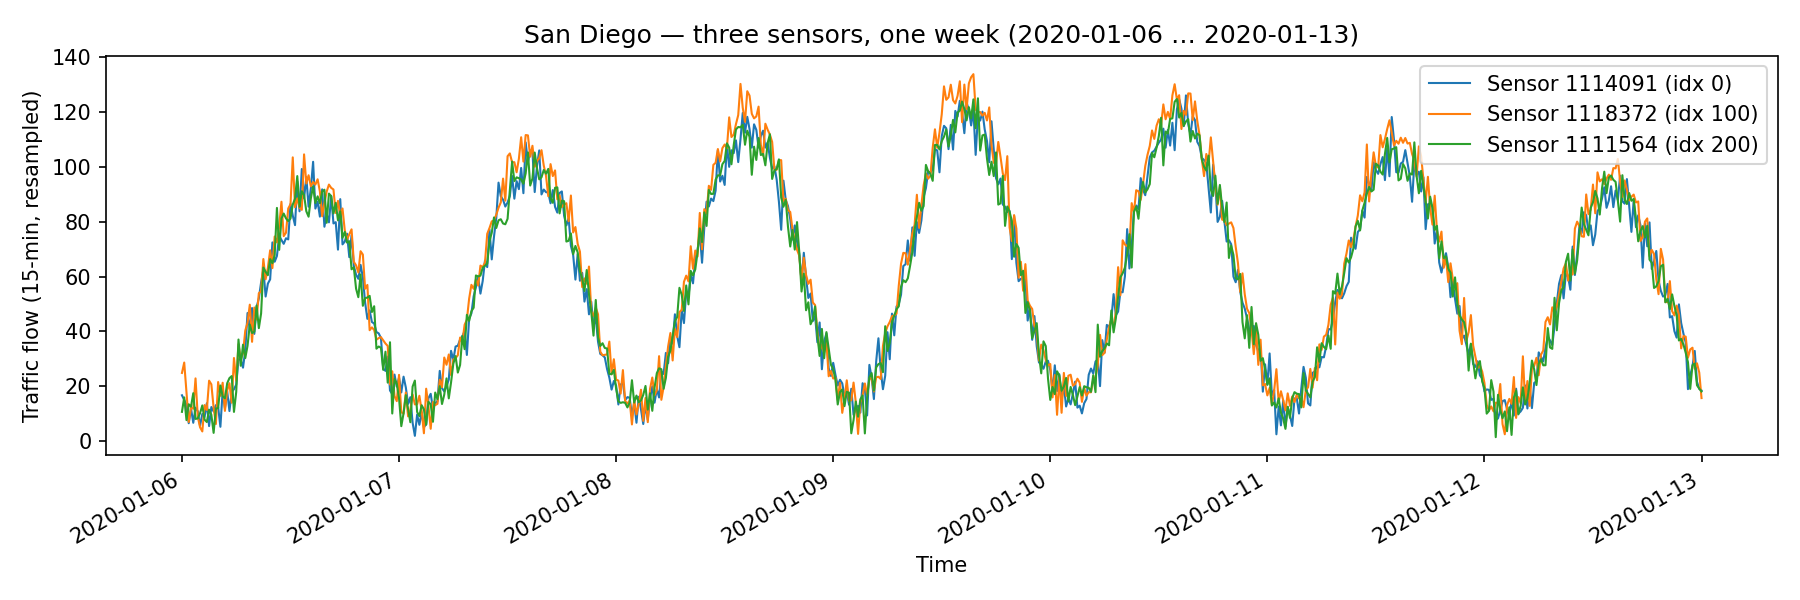 San Diego — three sensors, one week (2020-01-06 … 2020-01-13)
Traffic flow (15-min, resampled)
140
120
100
80
60
40
20
0
Sensor 1114091 (idx 0)
Sensor 1118372 (idx 100)
Sensor 1111564 (idx 200)
2020-01-06
2020-01-07
2020-01-08
2020-01-09
2020-01-10
2020-01-11
2020-01-12
2020-01-13
Time